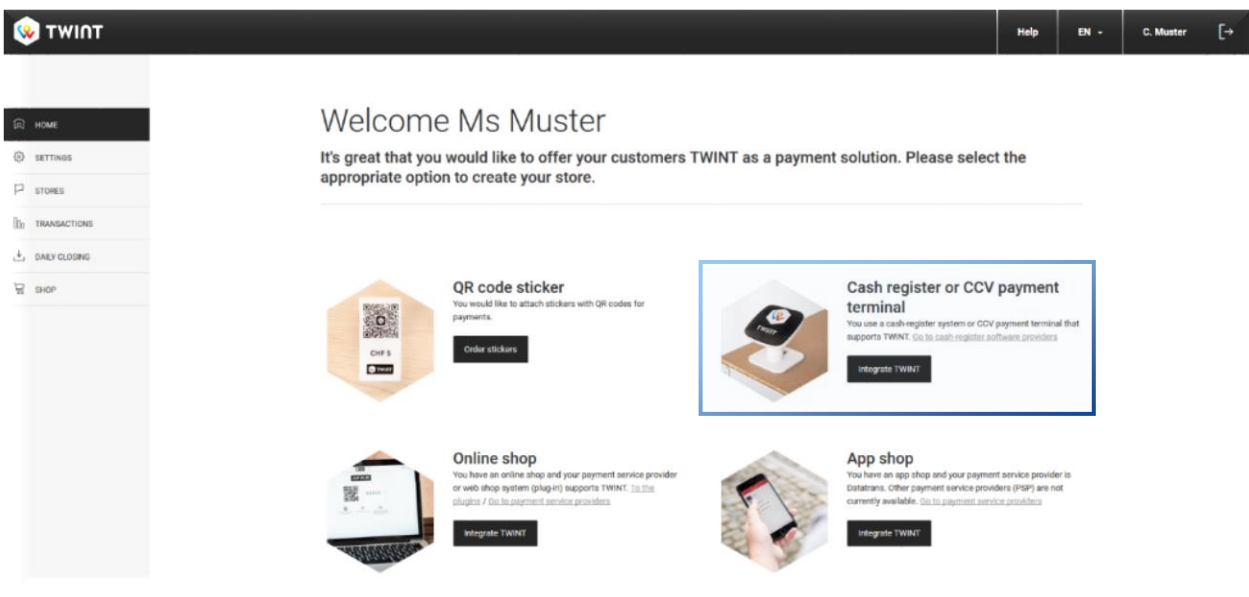 TWINT
Help
EN
C. Muster
HOME
SETTINGS
STORES
TRANSACTIONS
DAILY CLOSING
SHOP
Welcome Ms Muster
It's great that you would like to offer your customers TWINT as a payment solution. Please select the
appropriate option to create your store.
QR code sticker
You would like to attach stickers with QR codes for
payments.
Order stickers
CHF 5
TWINT
Cash register or CCV payment
terminal
You use a cash-register system or CCV payment terminal that
supports TWINT. Go to cash-register software providers
Integrate TWINT
TWINT
Online shop
You have an online shop and your payment service provider
or web shop system (plug-in) supports TWINT. To the
plugins / Go to payment service providers
Integrate TWINT
App shop
You have an app shop and your payment service provider is
Datatrans. Other payment service providers (PSP) are not
currently available. Go to payment service providers
Integrate TWINT